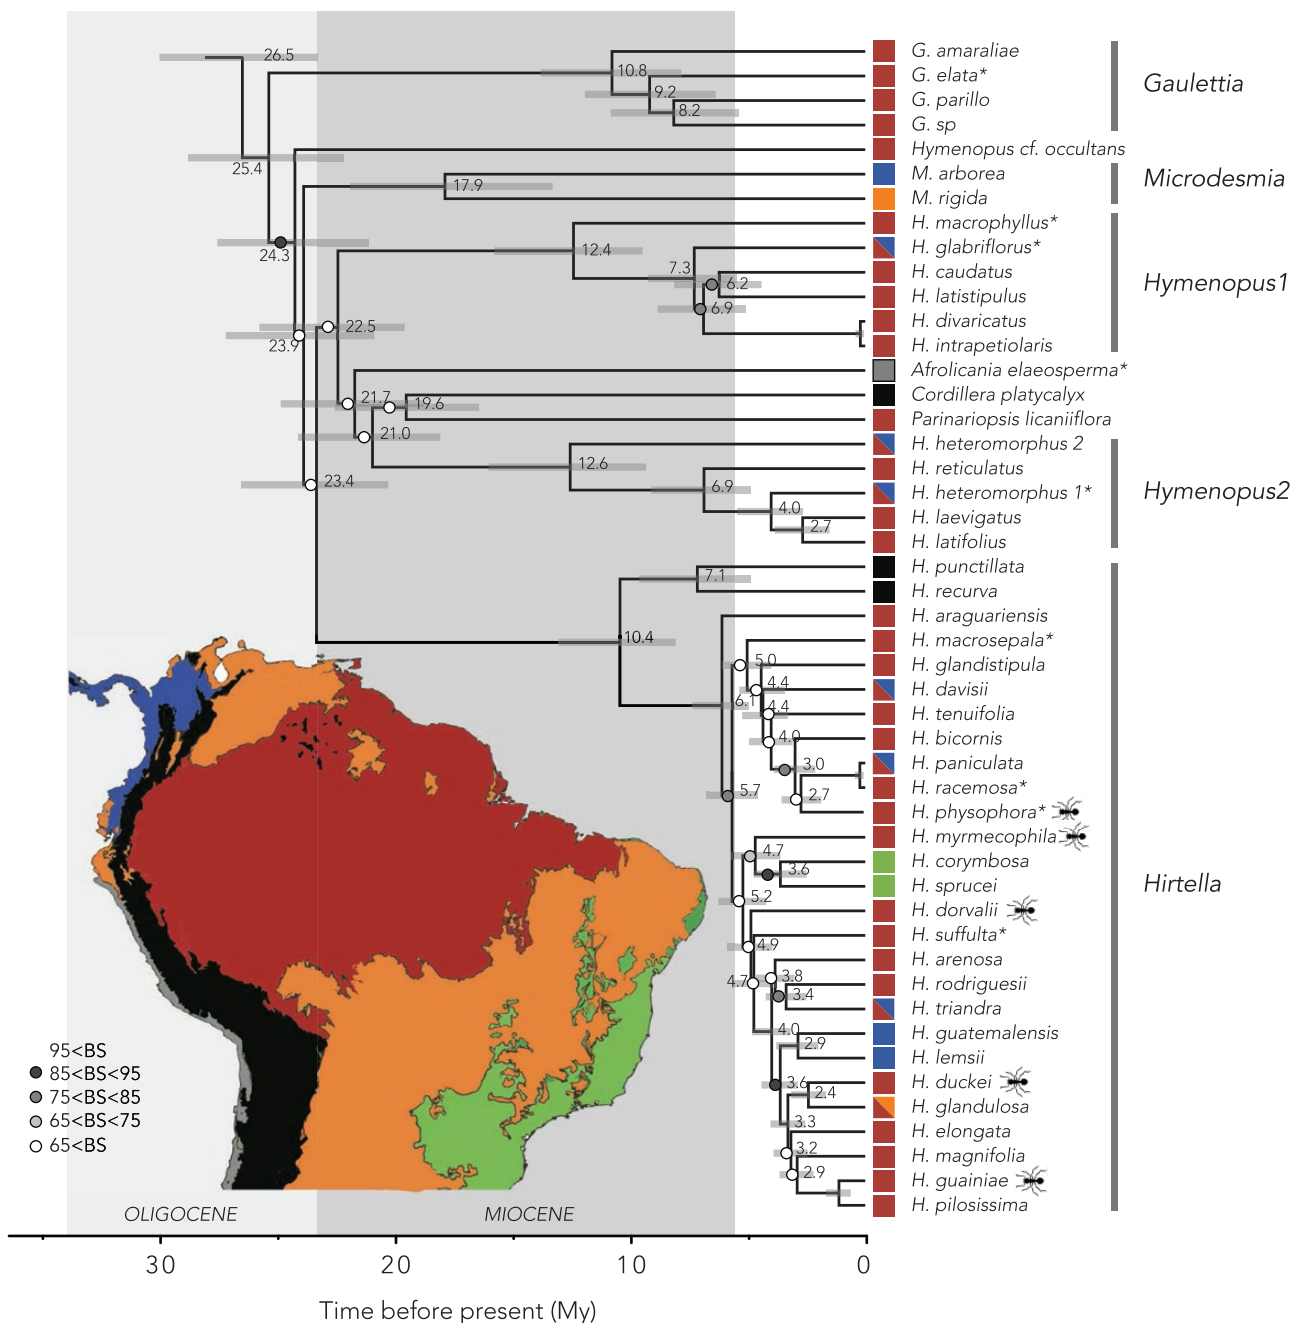 26.5
G. amaraliae
10.8
G. elata*
9.2
G. parillo
Gaulettia
8.2
G. sp
25.4
Hymenopus cf. occultans
M. arborea
17.9
Microdesmia
M. rigida
H. macrophyllus*
24.3
12.4
H. glabriflorus*
7.3
H. caudatus
6.2
Hymenopus1
H. latistipulus
6.9
H. divaricatus
22.5
23.9
H. intrapetiolaris
Afrolicania elaeosperma*
Cordillera platycalyx
21.7
19.6
Parinariopsis licaniiflora
21.0
H. heteromorphus 2
12.6
H. reticulatus
23.4
6.9
H. heteromorphus 1*
Hymenopus2
4.0
H. laevigatus
2.7
H. latifolius
H. punctillata
7.1
H. recurva
H. araguariensis
10.4
H. macrosepala*
5.0
H. glandistipula
4.4
H. davisii
6.1
4.4
H. tenuifolia
4.0
H. bicornis
3.0
H. paniculata
5.7
2.7
H. racemosa*
H. physophora*
H. myrmecophila
4.7
H. corymbosa
3.6
H. sprucei
Hirtella
5.2
H. dorvalii
4.9
H. suffulta*
H. arenosa
4.7
3.8
H. rodriguesii
3.4
H. triandra
4.0
H. guatemalensis
2.9
H. lemsii
3.6
H. duckei
2.4
H. glandulosa
3.3
H. elongata
3.2
H. magnifolia
2.9
H. guainiae
H. pilosissima
95<BS
85<BS<95
75<BS<85
65<BS<75
65<BS
OLIGOCENE
MIOCENE
30
20
10
0
Time before present (My)